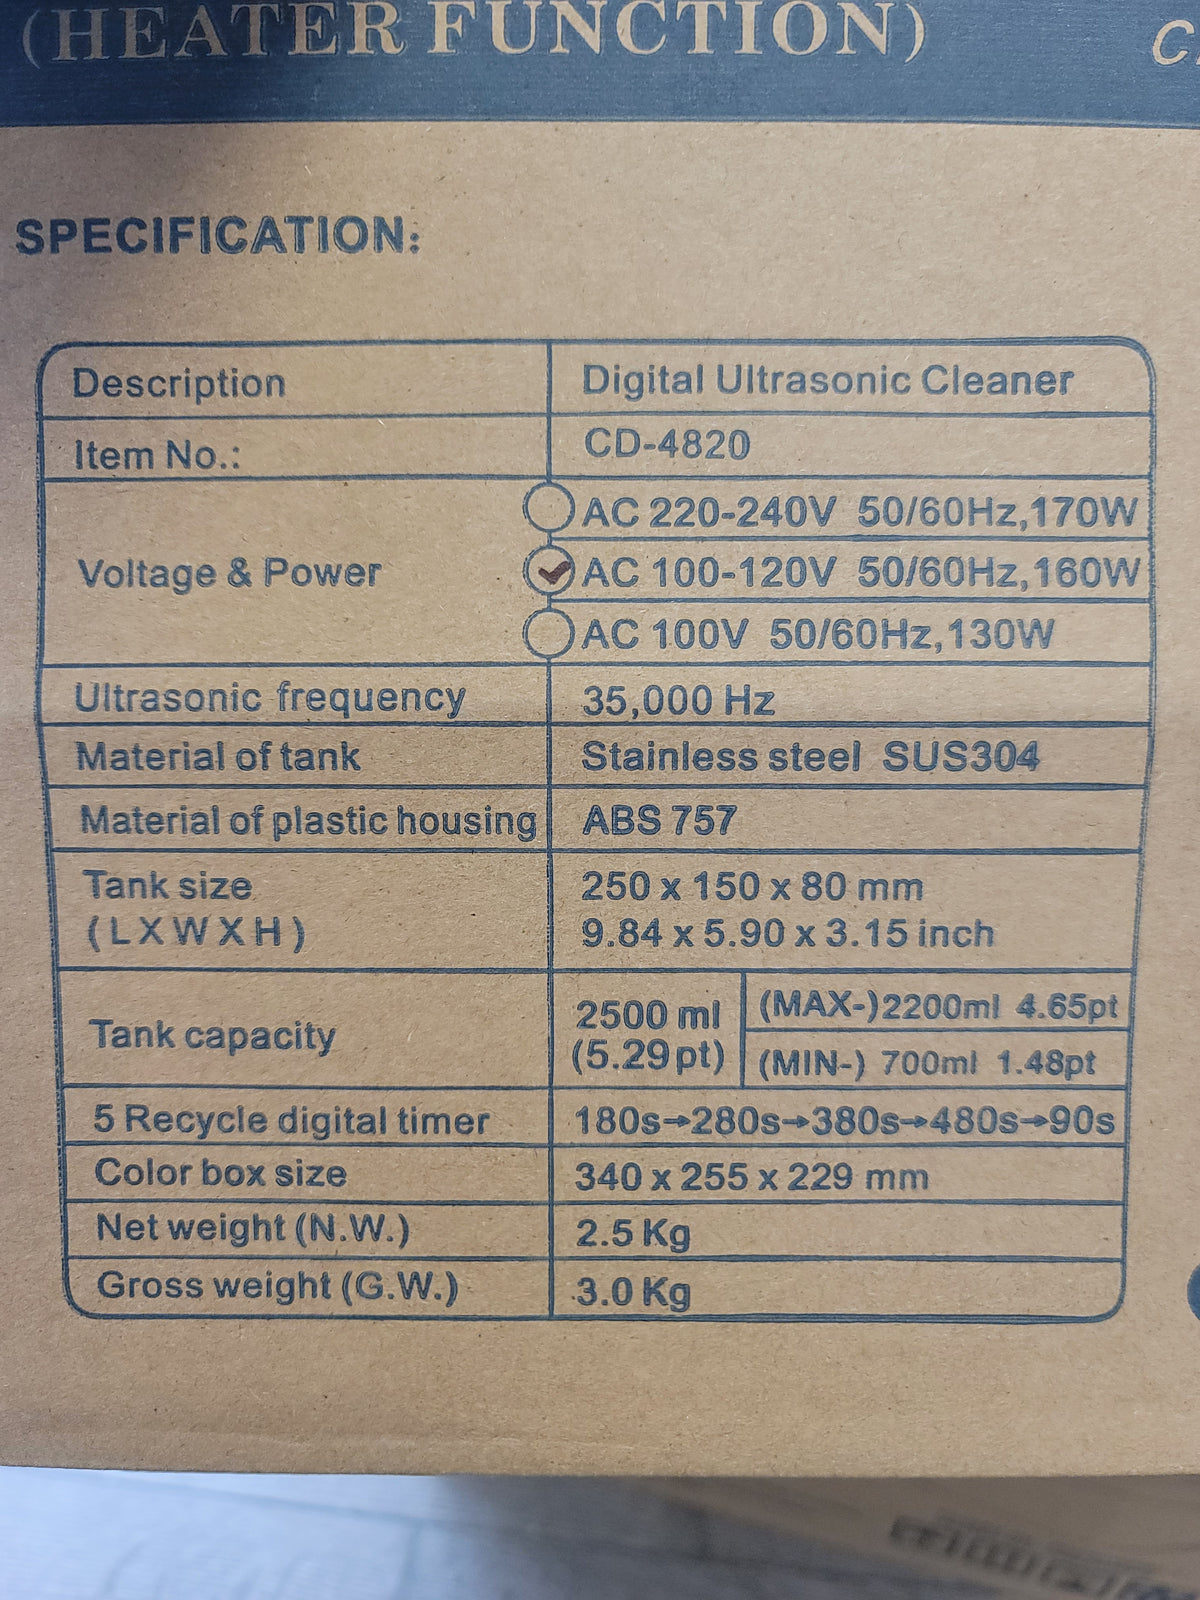 (HEATER FUNCTION)
SPECIFICATION:
Description Digital Ultrasonic Cleaner
Item No.: CD-4820
Voltage & Power
AC 220-240V 50/60Hz,170W
AC 100-120V 50/60Hz,160W
AC 100V 50/60Hz,130W
Ultrasonic frequency 35,000 Hz
Material of tank Stainless steel SUS304
Material of plastic housing ABS 757
Tank size 250 x 150 x 80 mm
(LXWXH) 9.84 x 5.90 x 3.15 inch
Tank capacity
2500 ml
(5.29pt)
(MAX-)2200ml 4.65pt
(MIN-) 700ml 1.48pt
5 Recycle digital timer 180s→280s→380s→480s→90s
Color box size 340 x 255 x 229 mm
Net weight (N.W.) 2.5 Kg
Gross weight (G.W.) 3.0 Kg